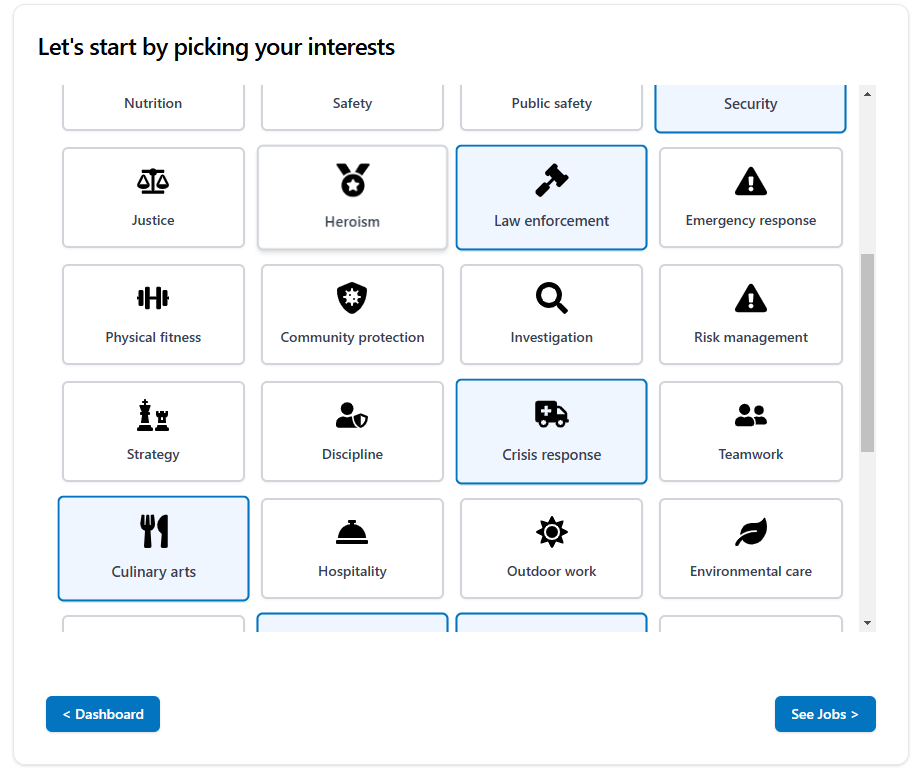 Let's start by picking your interests
Nutrition
Safety
Public safety
Security
Justice
Heroism
Law enforcement
Emergency response
Physical fitness
Community protection
Investigation
Risk management
Strategy
Discipline
Crisis response
Teamwork
Culinary arts
Hospitality
Outdoor work
Environmental care
< Dashboard
See Jobs >